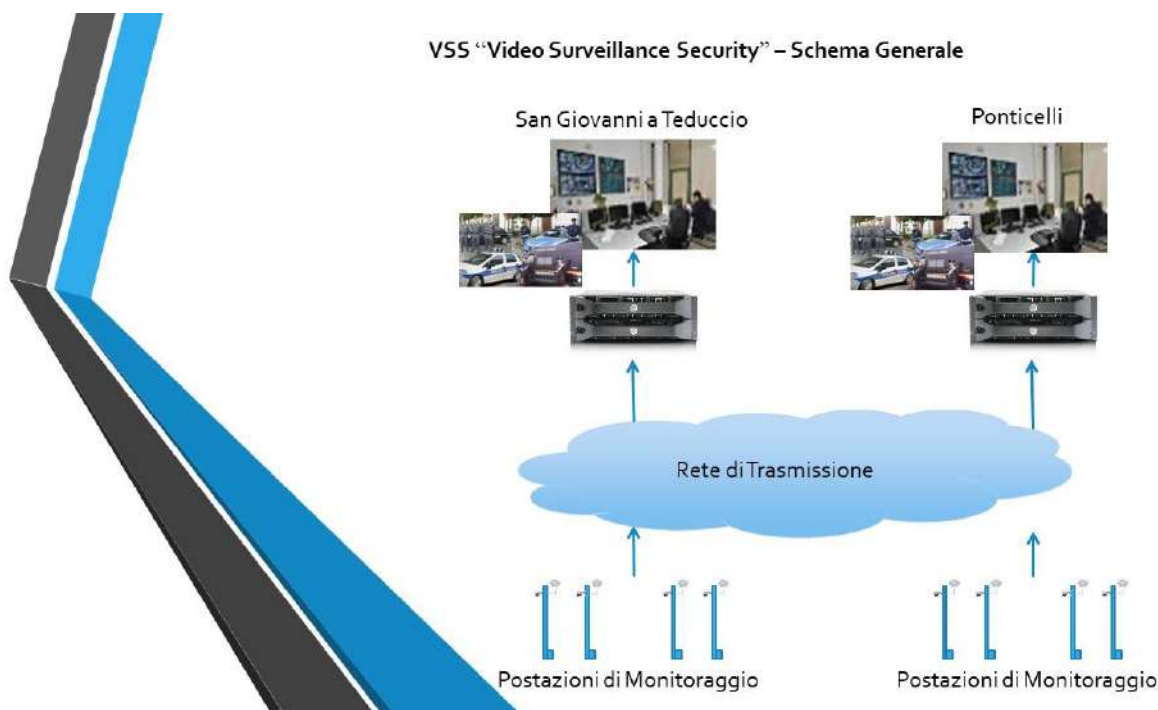 VSS “Video Surveillance Security” – Schema Generale
San Giovanni a Teduccio
Ponticelli
Rete di Trasmissione
Postazioni di Monitoraggio
Postazioni di Monitoraggio